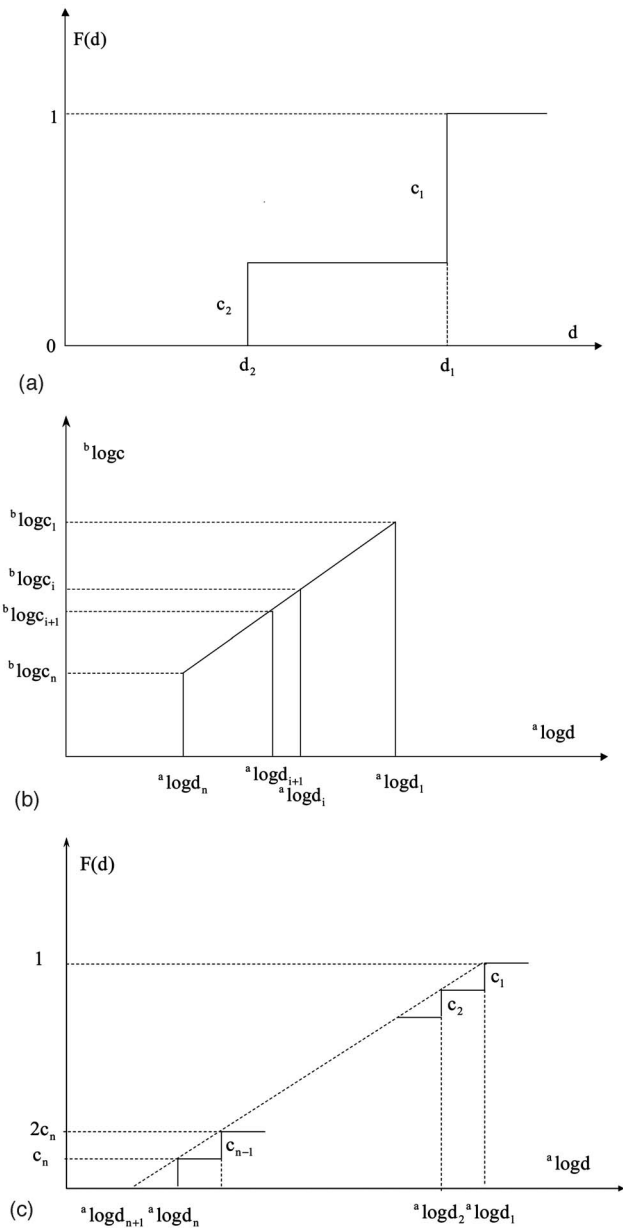 F(d)
1
c₁
c₂
0
d
d₂
d₁
(a)
ᵇlogc
ᵇlogc₁
ᵇlogcᵢ
ᵇlogcᵢ₊₁
ᵇlogcₙ
ᵃlogd
ᵃlogdₙ
ᵃlogdᵢ₊₁
ᵃlogdᵢ
ᵃlogd₁
(b)
F(d)
1
c₁
c₂
2cₙ
cₙ
cₙ₋₁
ᵃlogd
ᵃlogdₙ₊₁ ᵃlogdₙ
ᵃlogd₂ ᵃlogd₁
(c)